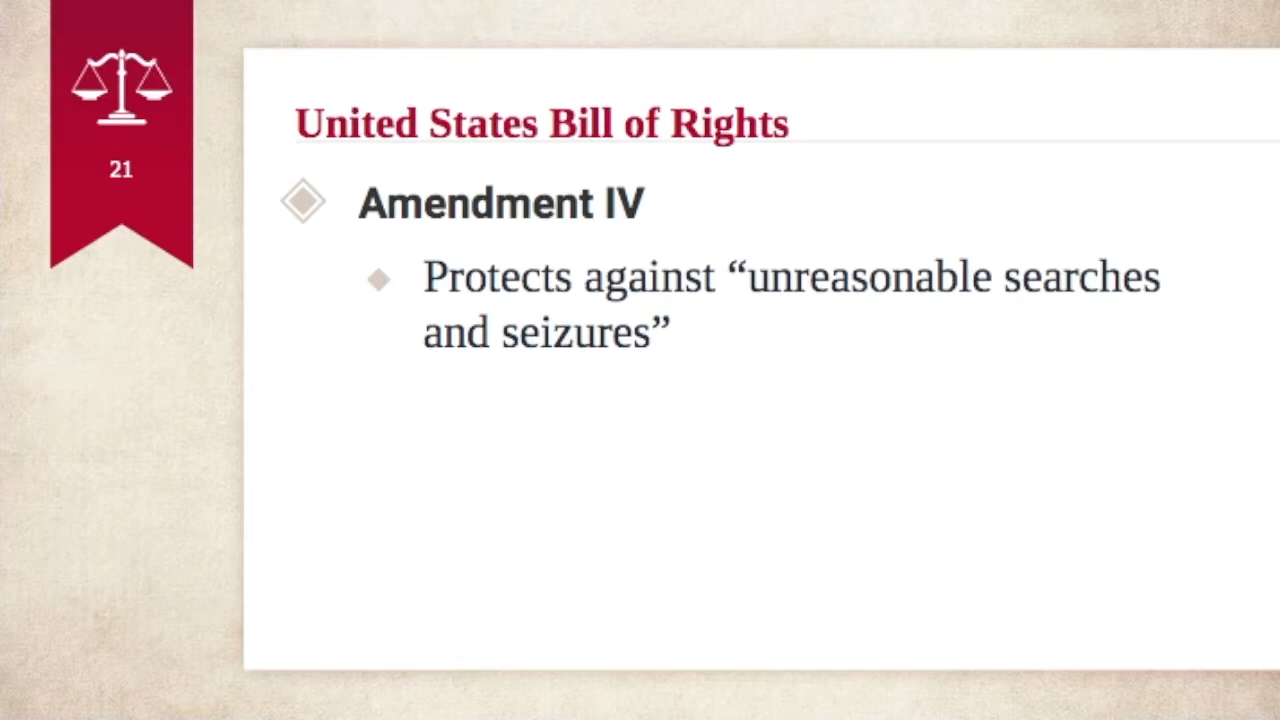 21
United States Bill of Rights
Amendment IV
Protects against “unreasonable searches
and seizures”